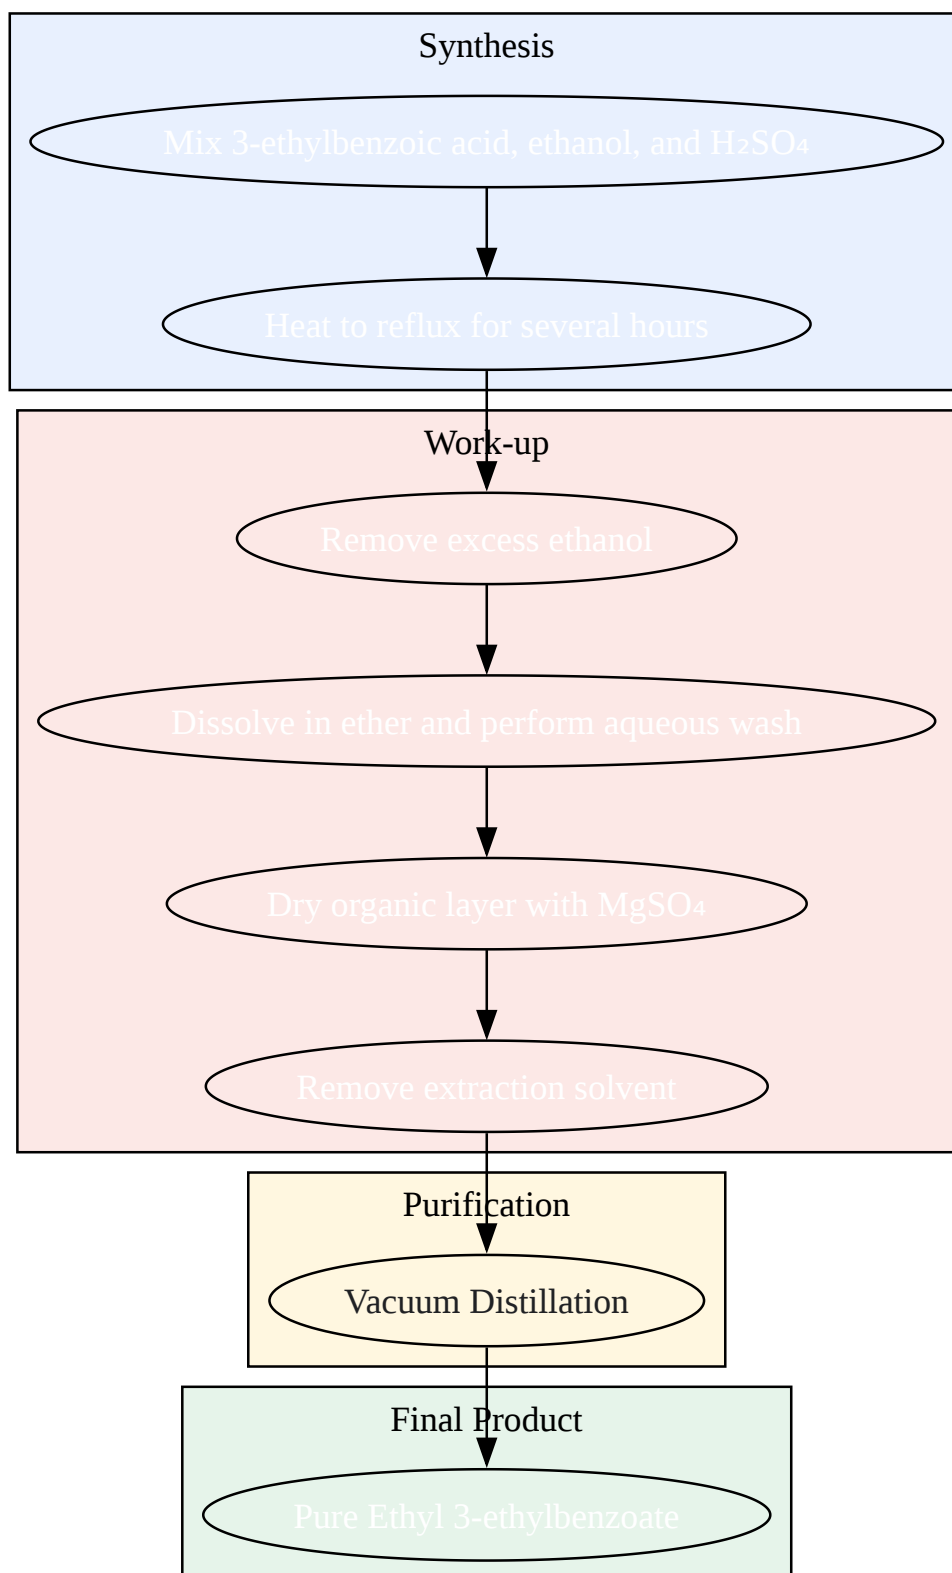 Synthesis
Mix 3-ethylbenzoic acid, ethanol, and H₂SO₄
Heat to reflux for several hours
Work-up
Remove excess ethanol
Dissolve in ether and perform aqueous wash
Dry organic layer with MgSO₄
Remove extraction solvent
Purification
Vacuum Distillation
Final Product
Pure Ethyl 3-ethylbenzoate